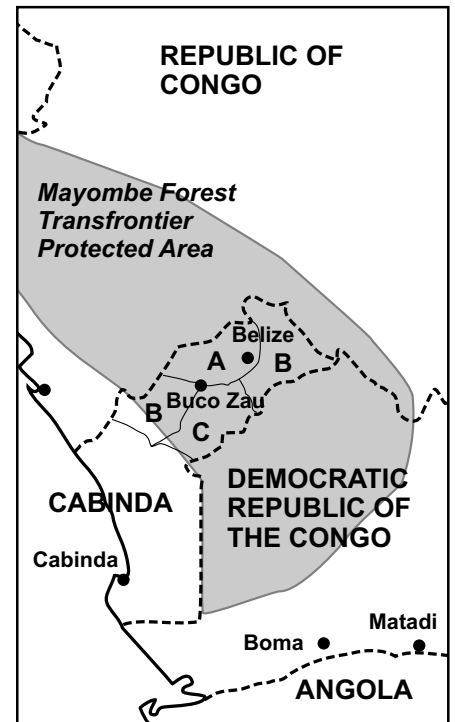 REPUBLIC OF
CONGO
Mayombe Forest
Transfrontier
Protected Area
Belize
A
B
B
Buco Zau
C
CABINDA
DEMOCRATIC
REPUBLIC OF
THE CONGO
Cabinda
Boma
Matadi
ANGOLA